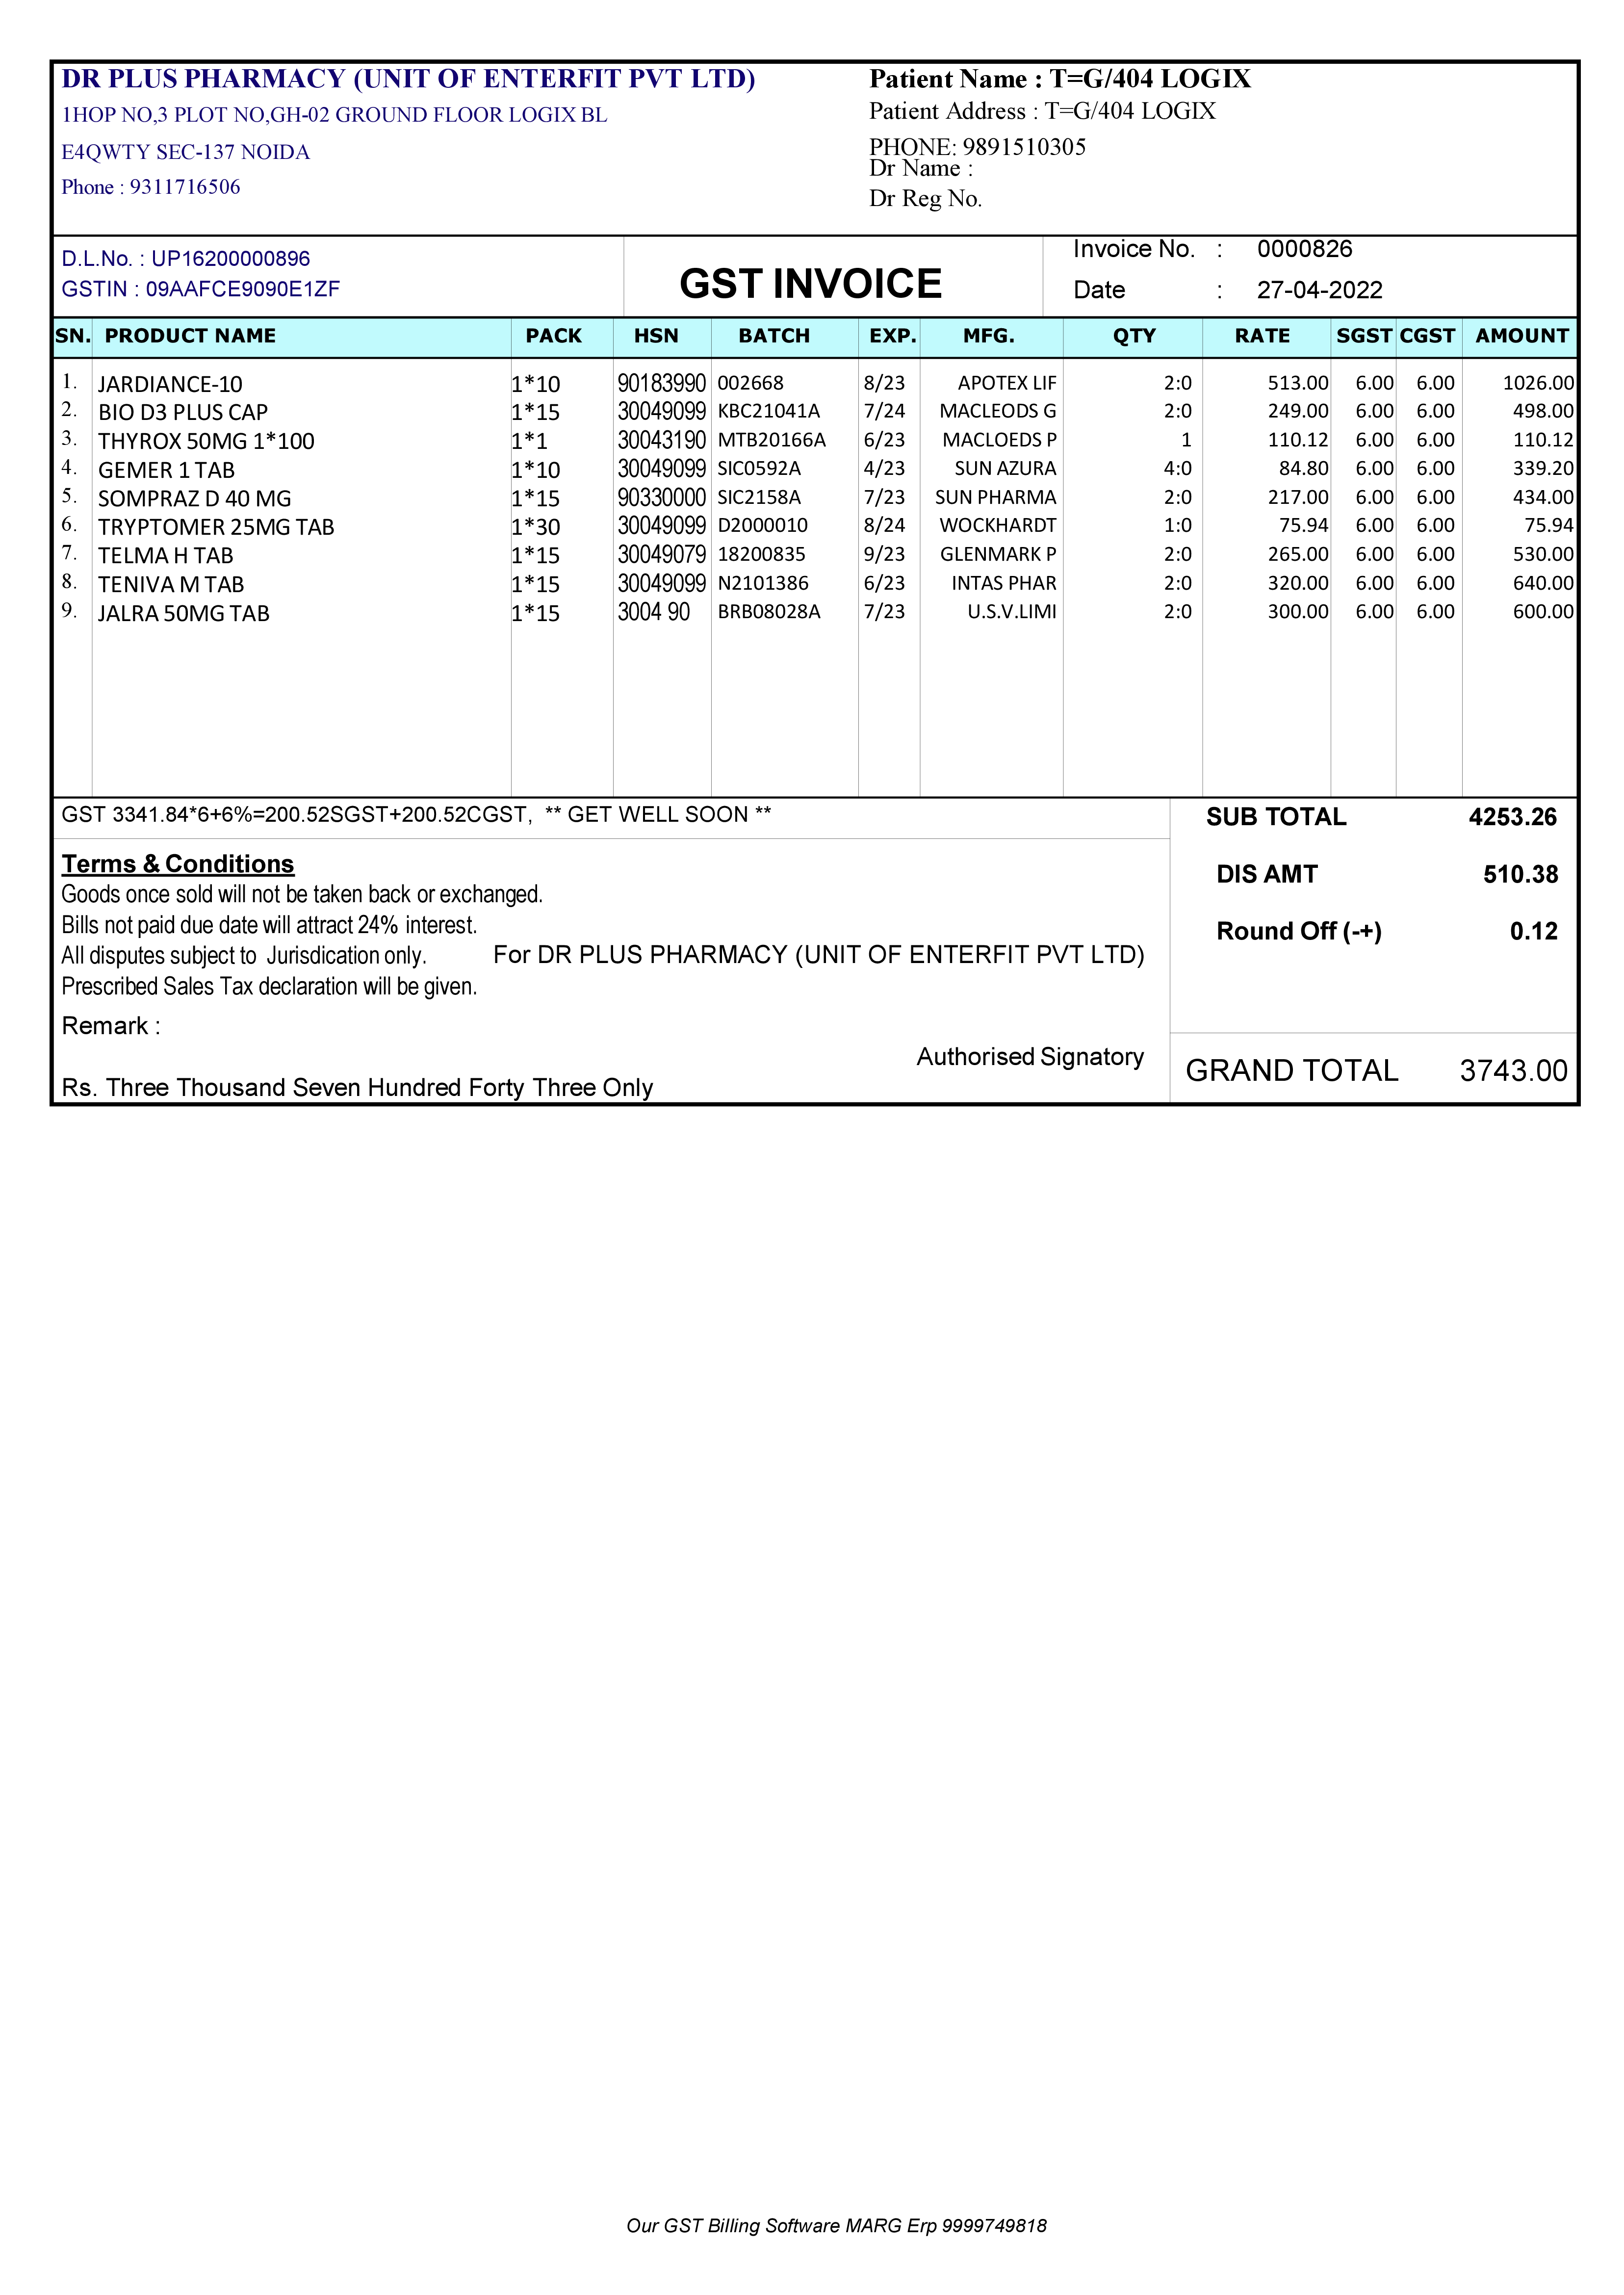 DR PLUS PHARMACY (UNIT OF ENTERFIT PVT LTD)
1HOP NO,3 PLOT NO,GH-02 GROUND FLOOR LOGIX BL
E4QWTY SEC-137 NOIDA
Phone : 9311716506
Patient Name : T=G/404 LOGIX
Patient Address : T=G/404 LOGIX
PHONE: 9891510305
Dr Name :
Dr Reg No.
D.L.No. : UP16200000896
GSTIN : 09AAFCE9090E1ZF
GST INVOICE
Invoice No. : 0000826
Date : 27-04-2022
SN. PRODUCT NAME PACK HSN BATCH EXP. MFG. QTY RATE SGST CGST AMOUNT
1. JARDIANCE-10 1*10 90183990 002668 8/23 APOTEX LIF 2:0 513.00 6.00 6.00 1026.00
2. BIO D3 PLUS CAP 1*15 30049099 KBC21041A 7/24 MACLEODS G 2:0 249.00 6.00 6.00 498.00
3. THYROX 50MG 1*100 1*1 30043190 MTB20166A 6/23 MACLOEDS P 1 110.12 6.00 6.00 110.12
4. GEMER 1 TAB 1*10 30049099 SIC0592A 4/23 SUN AZURA 4:0 84.80 6.00 6.00 339.20
5. SOMPRAZ D 40 MG 1*15 90330000 SIC2158A 7/23 SUN PHARMA 2:0 217.00 6.00 6.00 434.00
6. TRYPTOMER 25MG TAB 1*30 30049099 D2000010 8/24 WOCKHARDT 1:0 75.94 6.00 6.00 75.94
7. TELMA H TAB 1*15 30049079 18200835 9/23 GLENMARK P 2:0 265.00 6.00 6.00 530.00
8. TENIVA M TAB 1*15 30049099 N2101386 6/23 INTAS PHAR 2:0 320.00 6.00 6.00 640.00
9. JALRA 50MG TAB 1*15 3004 90 BRB08028A 7/23 U.S.V.LIMI 2:0 300.00 6.00 6.00 600.00
GST 3341.84*6+6%=200.52SGST+200.52CGST, ** GET WELL SOON **
SUB TOTAL 4253.26
DIS AMT 510.38
Round Off (-+) 0.12
Terms & Conditions
Goods once sold will not be taken back or exchanged.
Bills not paid due date will attract 24% interest.
All disputes subject to Jurisdication only.
For DR PLUS PHARMACY (UNIT OF ENTERFIT PVT LTD)
Prescribed Sales Tax declaration will be given.
Remark :
Authorised Signatory
GRAND TOTAL 3743.00
Rs. Three Thousand Seven Hundred Forty Three Only
Our GST Billing Software MARG Erp 9999749818